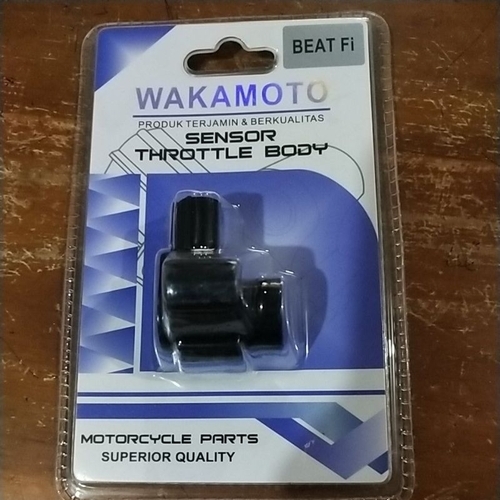 BEAT Fi
WAKAMOTO
PRODUK TERJAMIN & BERKUALITAS
SENSOR
THROTTLE BODY
MOTORCYCLE PARTS
SUPERIOR QUALITY